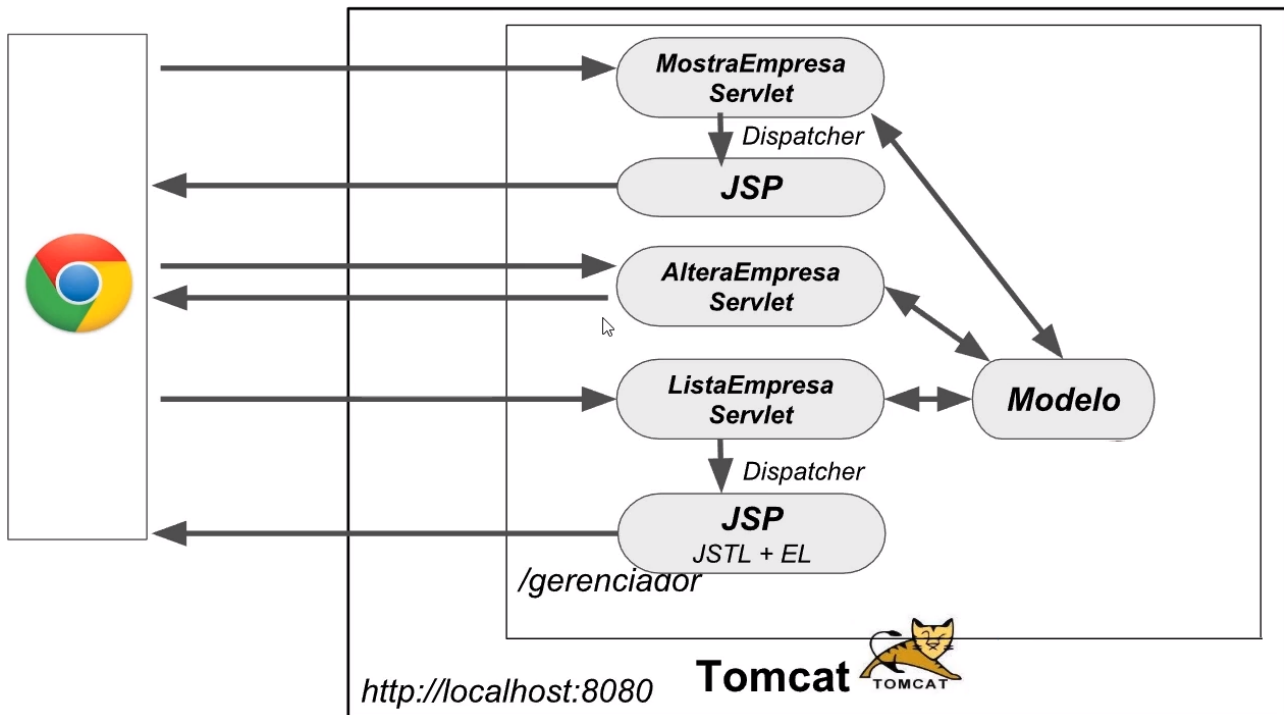 MostraEmpresa
Servlet
Dispatcher
JSP
AlteraEmpresa
Servlet
ListaEmpresa
Servlet
Modelo
Dispatcher
JSP
JSTL + EL
/gerenciador
Tomcat
TOMCAT
http://localhost:8080